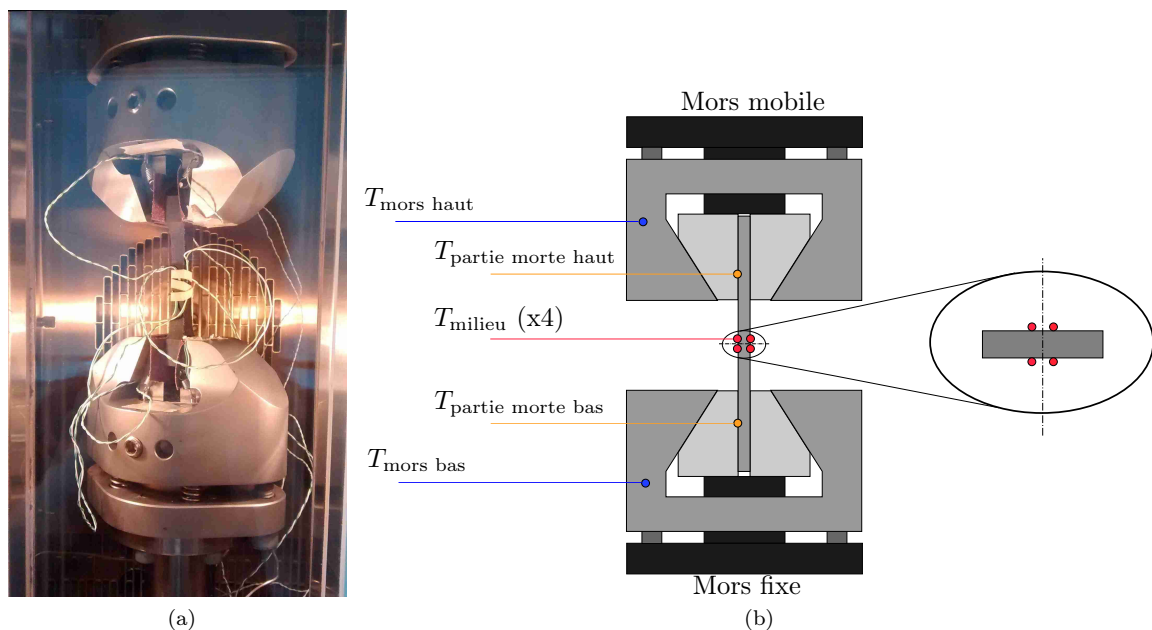 Mors mobile
T_mors haut
T_partie morte haut
T_milieu (x4)
T_partie morte bas
T_mors bas
Mors fixe
(a)
(b)